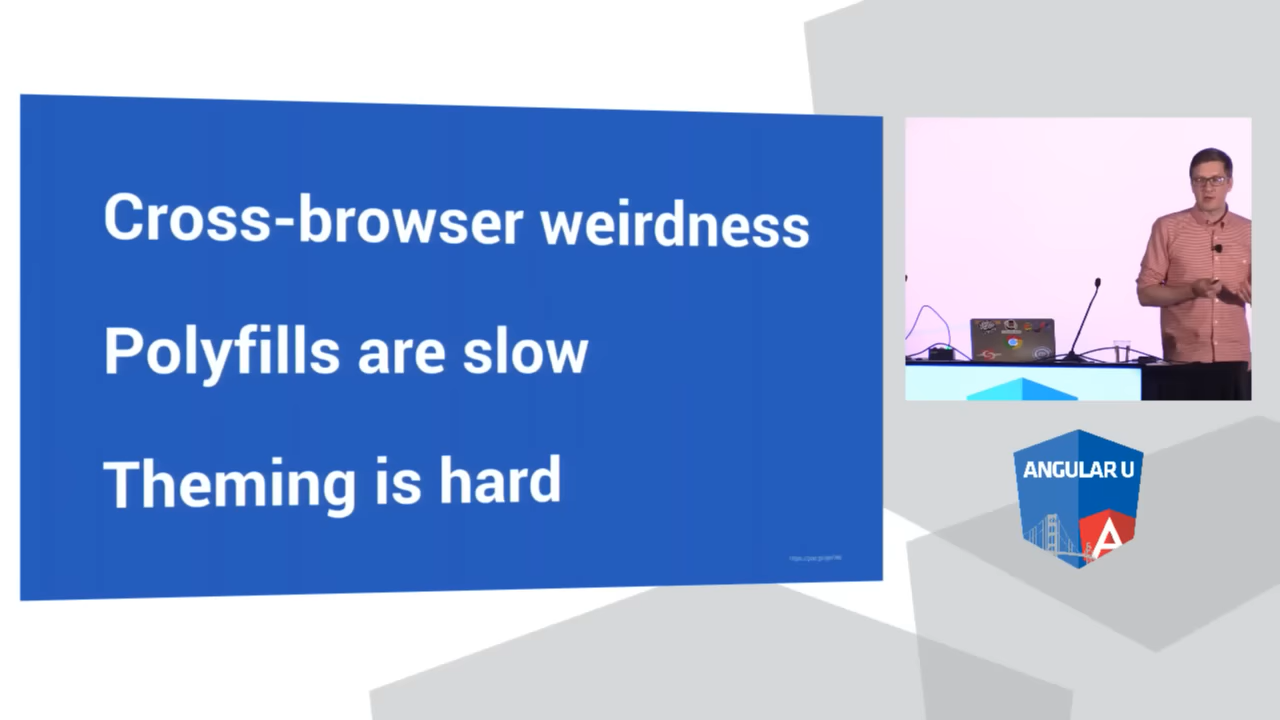 Cross-browser weirdness
Polyfills are slow
Theming is hard
ANGULAR U